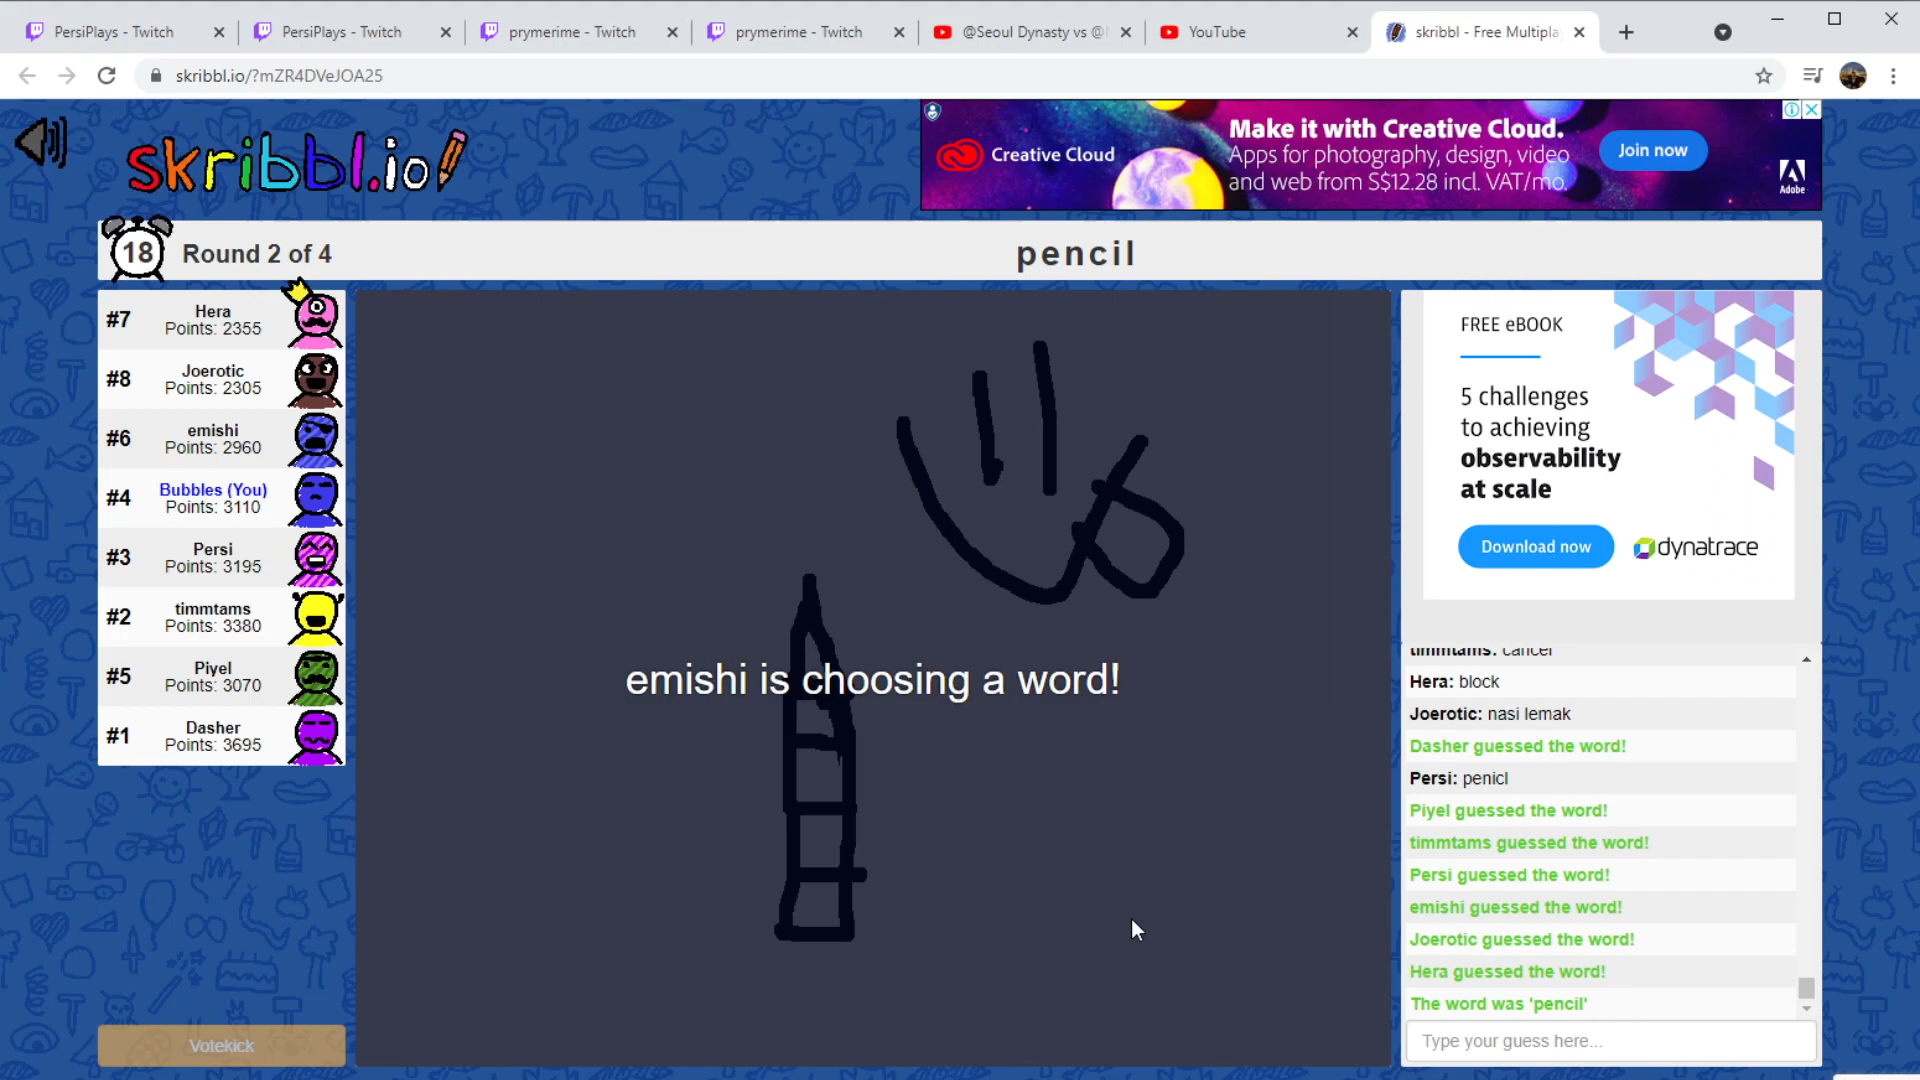 PersiPlays - Twitch
PersiPlays - Twitch
prymerime - Twitch
prymerime - Twitch
@Seoul Dynasty vs @
YouTube
skribbl - Free Multipla
skribbl.io/?mZR4DVeJOA25
skribbl.io
Creative Cloud
Make it with Creative Cloud.
Apps for photography, design, video
and web from S$12.28 incl. VAT/mo.
Join now
Adobe
18
Round 2 of 4
pencil
#7
Hera
Points: 2355
#8
Joerotic
Points: 2305
#6
emishi
Points: 2960
#4
Bubbles (You)
Points: 3110
#3
Persi
Points: 3195
#2
timmtams
Points: 3380
#5
Piyel
Points: 3070
#1
Dasher
Points: 3695
Votekick
emishi is choosing a word!
FREE eBOOK
5 challenges
to achieving
observability
at scale
Download now
dynatrace
timmtams: cancel
Hera: block
Joerotic: nasi lemak
Dasher guessed the word!
Persi: penicl
Piyel guessed the word!
timmtams guessed the word!
Persi guessed the word!
emishi guessed the word!
Joerotic guessed the word!
Hera guessed the word!
The word was 'pencil'
Type your guess here...